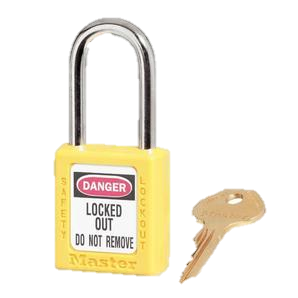 SAFETY
DANGER
LOCKED
OUT
DO NOT REMOVE
LOCKOUT
Master